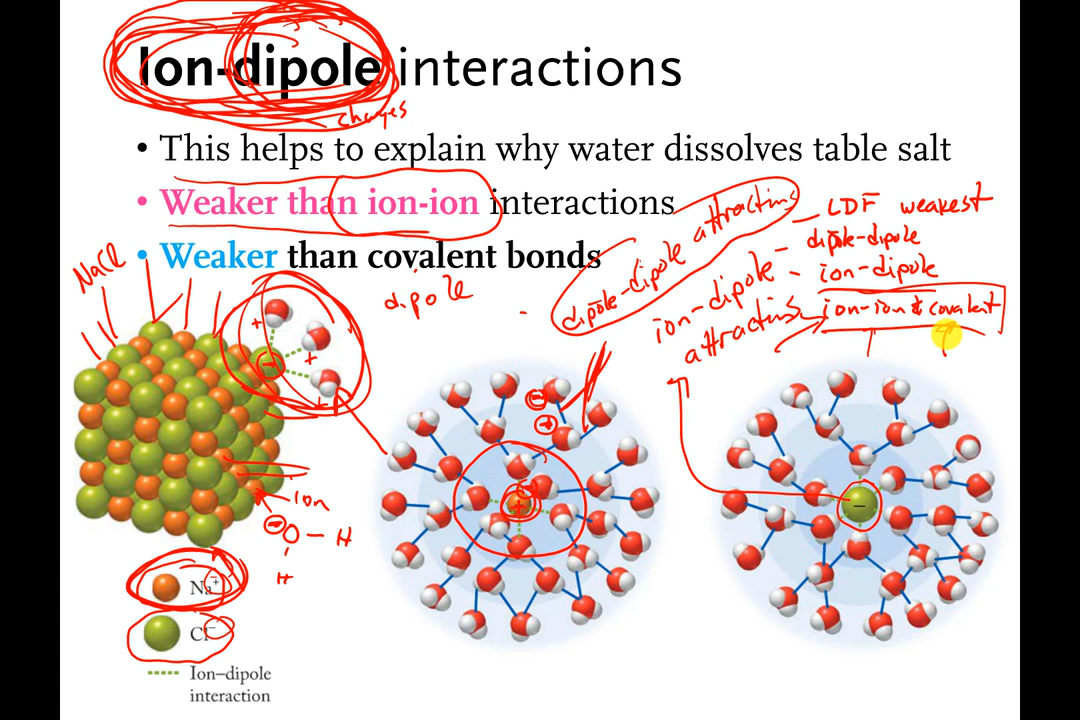 Ion-dipole interactions
charges
• This helps to explain why water dissolves table salt
• Weaker than ion-ion interactions
• Weaker than covalent bonds
NaCl
dipole
dipole-dipole attractions
ion-dipole
attractions
- LDF weakest
- dipole-dipole
- ion-dipole
ion-ion & covalent
+
+
+
-
-
+
+
-
Ion
- O - H
H
Na+
Cl−
Ion–dipole
interaction